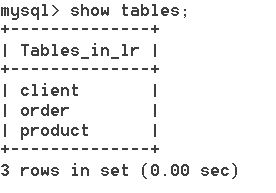 mysql> show tables;
+--------------+
| Tables_in_lr |
+--------------+
| client       |
| order        |
| product      |
+--------------+
3 rows in set (0.00 sec)